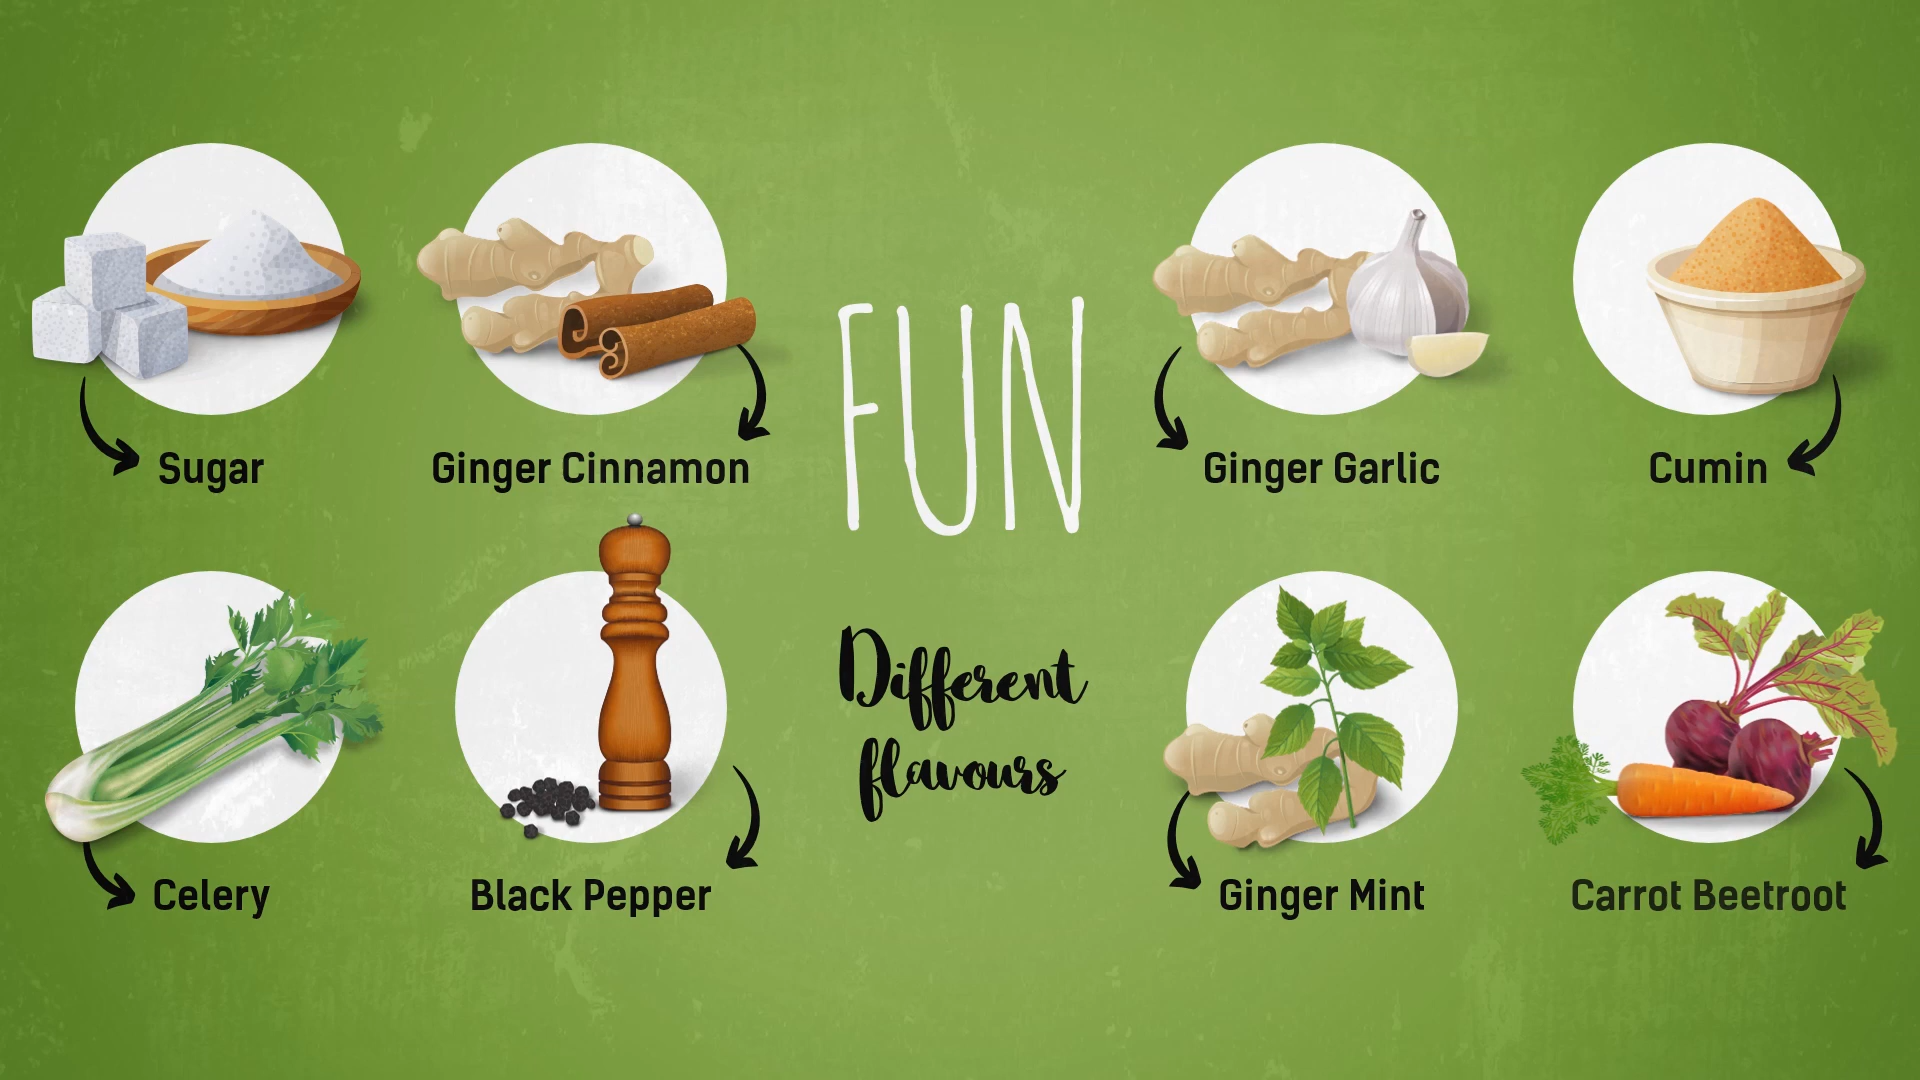 Sugar
Ginger Cinnamon
FUN
Different
flavours
Ginger Garlic
Cumin
Celery
Black Pepper
Ginger Mint
Carrot Beetroot